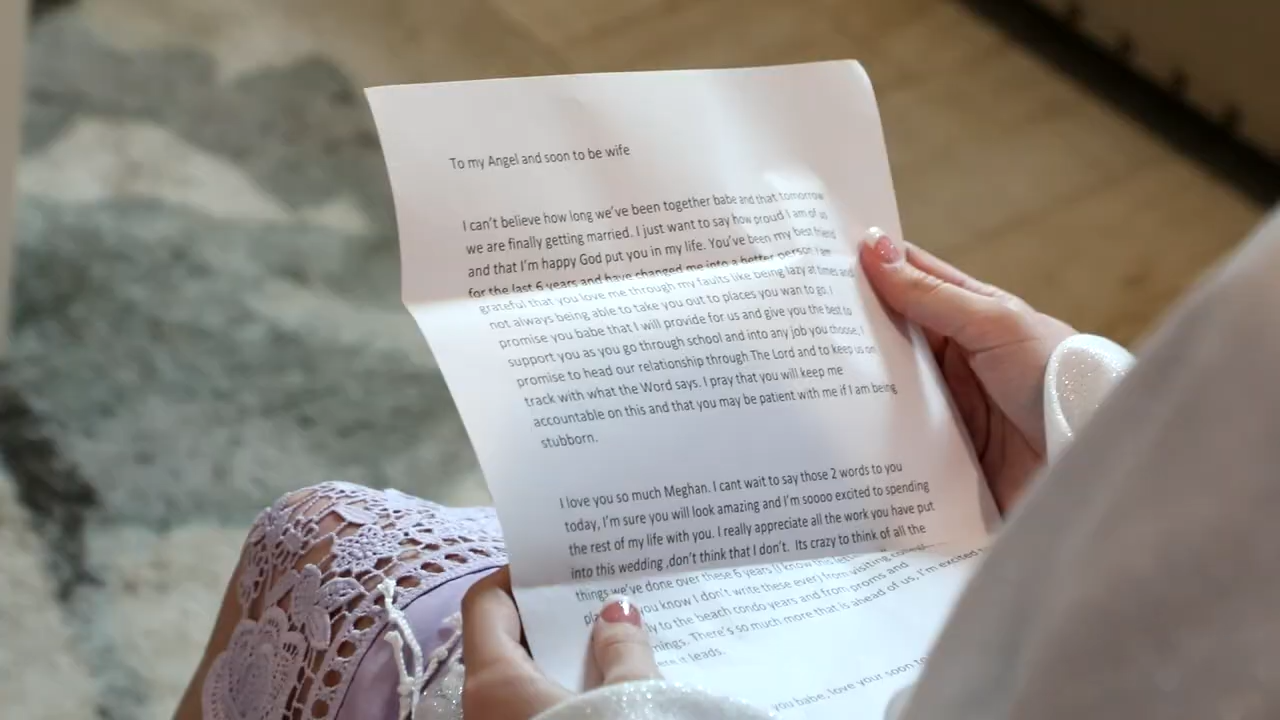 To my Angel and soon to be wife
I can't believe how long we've been together babe and that tomorrow
we are finally getting married. I just want to say how proud I am of us
and that I'm happy God put you in my life. You've been my best friend
for the last 6 years and have changed me into a better person. I am
grateful that you love me through my faults like being lazy at times and
not always being able to take you out to places you wan to go. I
promise you babe that I will provide for us and give you the best to
support you as you go through school and into any job you choose. I
promise to head our relationship through The Lord and to keep us on
track with what the Word says. I pray that you will keep me
accountable on this and that you may be patient with me if I am being
stubborn.
I love you so much Meghan. I cant wait to say those 2 words to you
today, I'm sure you will look amazing and I'm soooo excited to spending
the rest of my life with you. I really appreciate all the work you have put
into this wedding ,don't think that I don't. Its crazy to think of all the
things we've done over these 6 years (I know this
you know I don't write these ever) from visiting
to the beach condo years and from proms and
There's so much more that is ahead of us, I'm excited
it leads.
you babe, love your soon